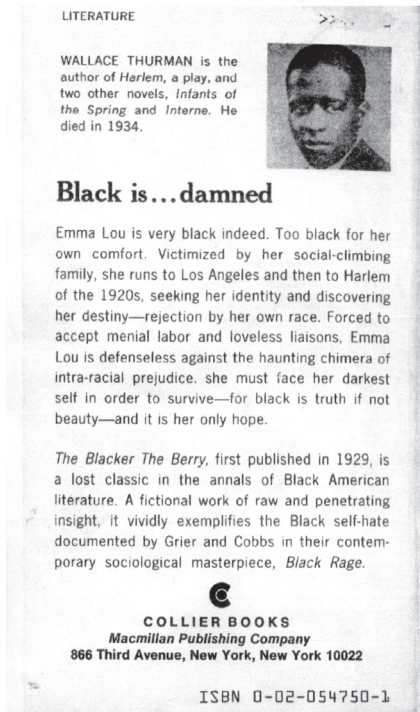 LITERATURE
WALLACE THURMAN is the
author of Harlem, a play, and
two other novels, Infants of
the Spring and Interne. He
died in 1934.
Black is...damned
Emma Lou is very black indeed. Too black for her
own comfort. Victimized by her social-climbing
family, she runs to Los Angeles and then to Harlem
of the 1920s, seeking her identity and discovering
her destiny—rejection by her own race. Forced to
accept menial labor and loveless liaisons, Emma
Lou is defenseless against the haunting chimera of
intra-racial prejudice. she must face her darkest
self in order to survive—for black is truth if not
beauty—and it is her only hope.
The Blacker The Berry, first published in 1929, is
a lost classic in the annals of Black American
literature. A fictional work of raw and penetrating
insight, it vividly exemplifies the Black self-hate
documented by Grier and Cobbs in their contem-
porary sociological masterpiece, Black Rage.
COLLIER BOOKS
Macmillan Publishing Company
866 Third Avenue, New York, New York 10022
ISBN 0-02-054750-1